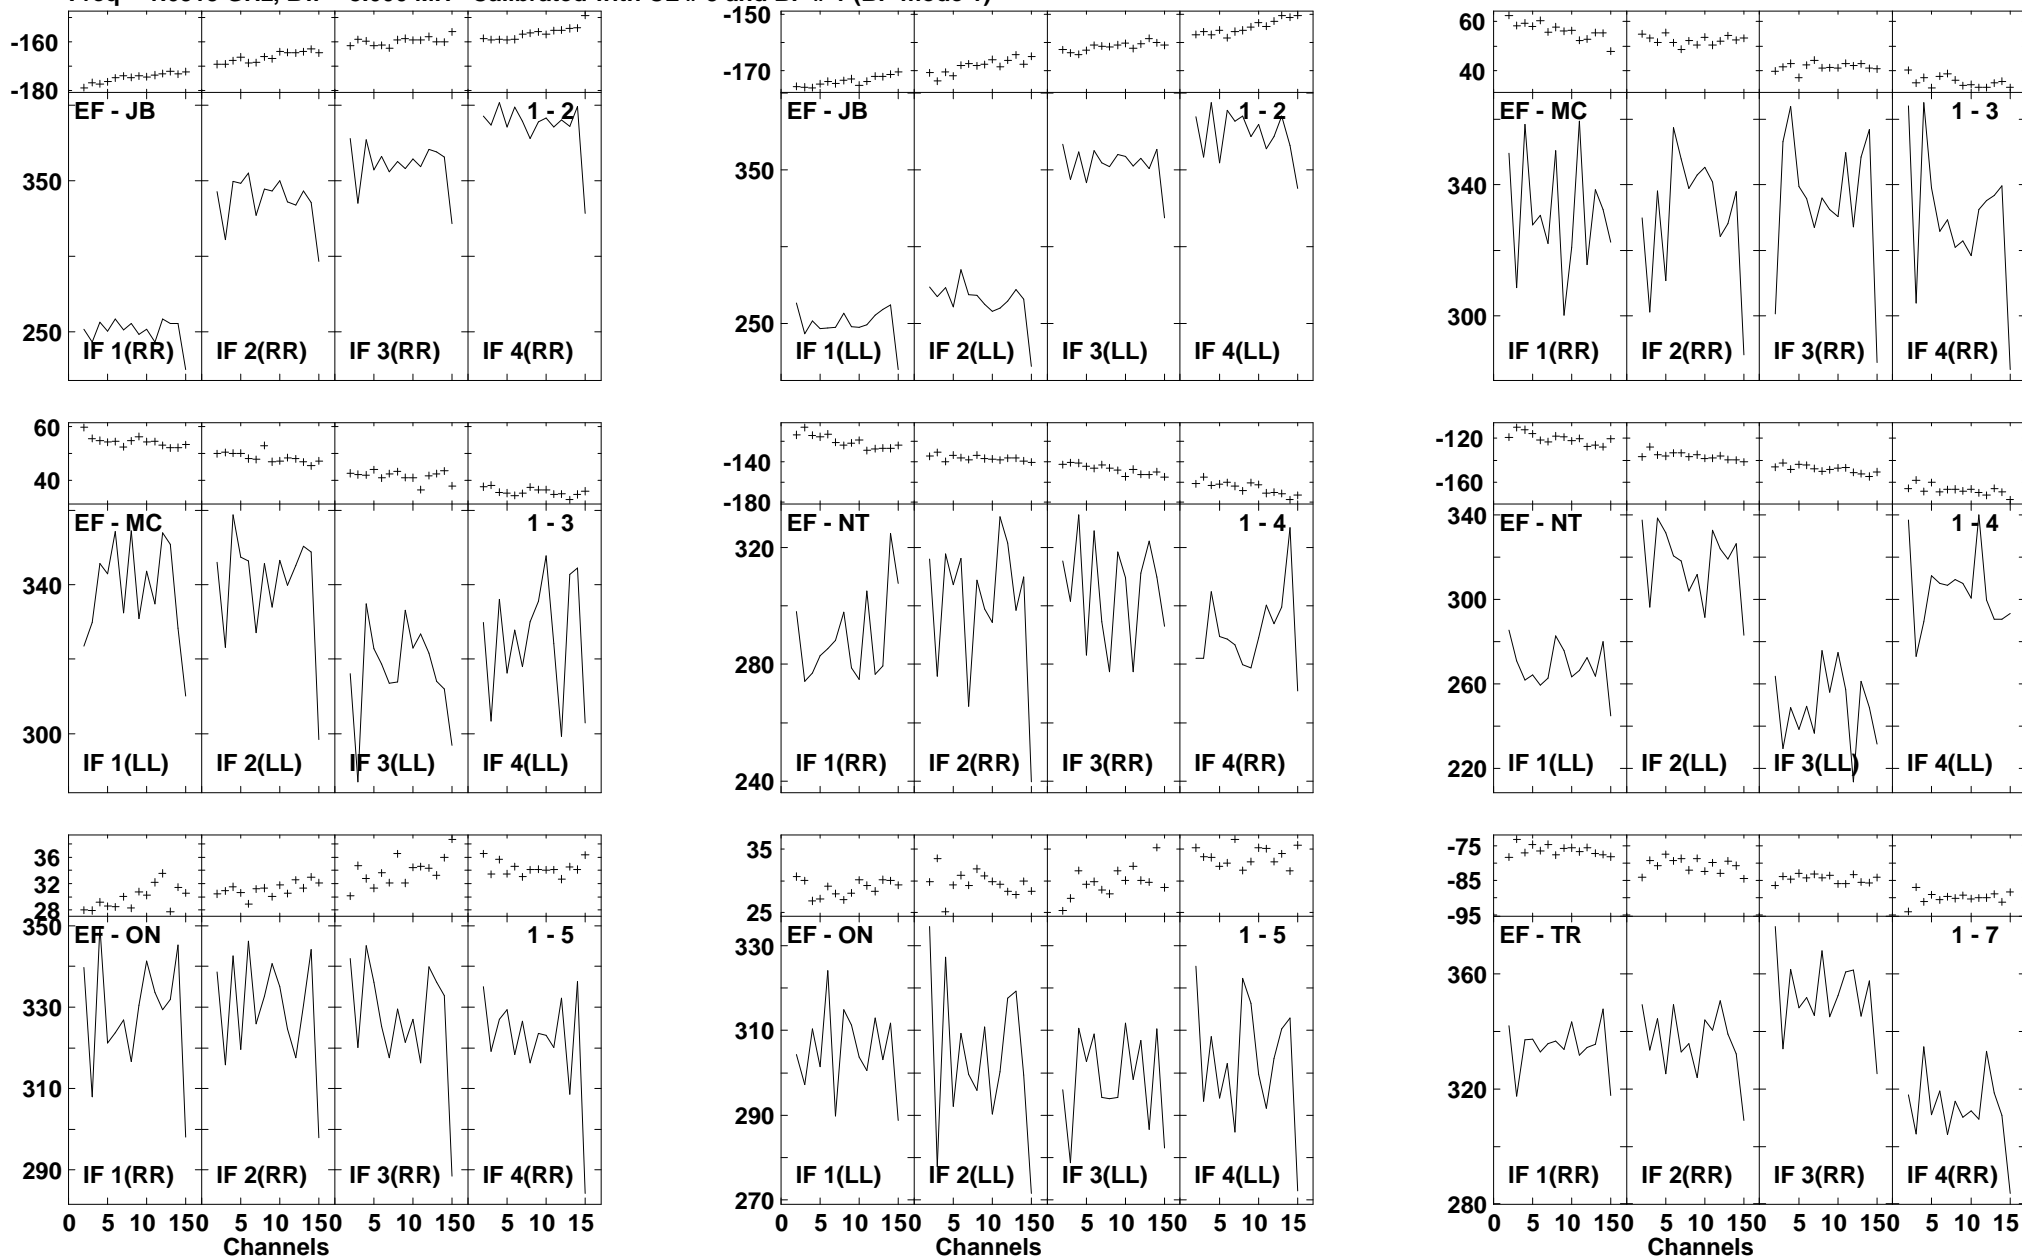 -160
-180
EF - JB
1 - 2
350
250
IF 1(RR) IF 2(RR) IF 3(RR) IF 4(RR)
-150
-170
EF - JB
1 - 2
350
250
IF 1(LL) IF 2(LL) IF 3(LL) IF 4(LL)
60
40
EF - MC
1 - 3
340
300
IF 1(RR) IF 2(RR) IF 3(RR) IF 4(RR)
60
40
EF - MC
1 - 3
340
300
IF 1(LL) IF 2(LL) IF 3(LL) IF 4(LL)
-140
-180
EF - NT
1 - 4
320
280
240
IF 1(RR) IF 2(RR) IF 3(RR) IF 4(RR)
-120
-160
340
EF - NT
1 - 4
300
260
220
IF 1(LL) IF 2(LL) IF 3(LL) IF 4(LL)
36
32
28
350
EF - ON
1 - 5
330
310
290
IF 1(RR) IF 2(RR) IF 3(RR) IF 4(RR)
0 5 10 15 0 5 10 15 0 5 10 15 0 5 10 15
Channels
35
25
EF - ON
1 - 5
330
310
290
270
IF 1(LL) IF 2(LL) IF 3(LL) IF 4(LL)
0 5 10 15 0 5 10 15 0 5 10 15 0 5 10 15
Channels
-75
-85
-95
EF - TR
1 - 7
360
320
280
IF 1(RR) IF 2(RR) IF 3(RR) IF 4(RR)
0 5 10 15 0 5 10 15 0 5 10 15 0 5 10 15
Channels